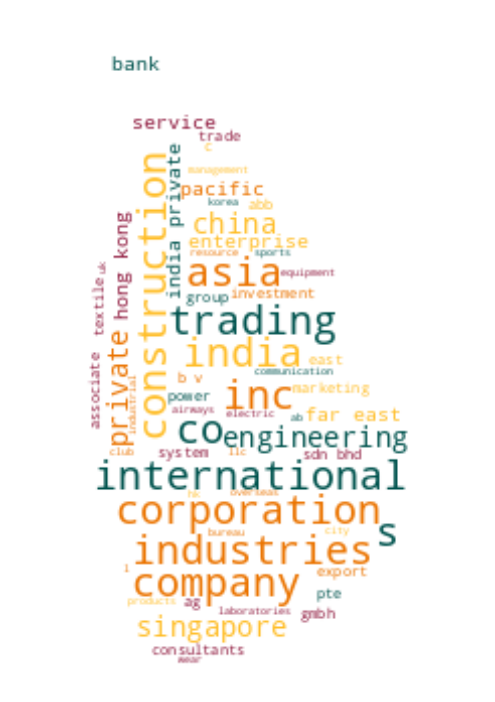 bank
service
trade
c
construction
india private
management
pacific
korea
abb
hong kong
china
enterprise
resource
sports
uk
textile
asia
equipment
group
investment
trading
private
india
east
communication
associate
industrial
b v
inc
marketing
power
airways
electric
ab
far east
co
engineering
club
system
llc
sdn bhd
international
hk
overseas
corporation
s
bureau
city
industries
l
export
company
pte
products
ag
laboratories
gmbh
singapore
consultants
wear